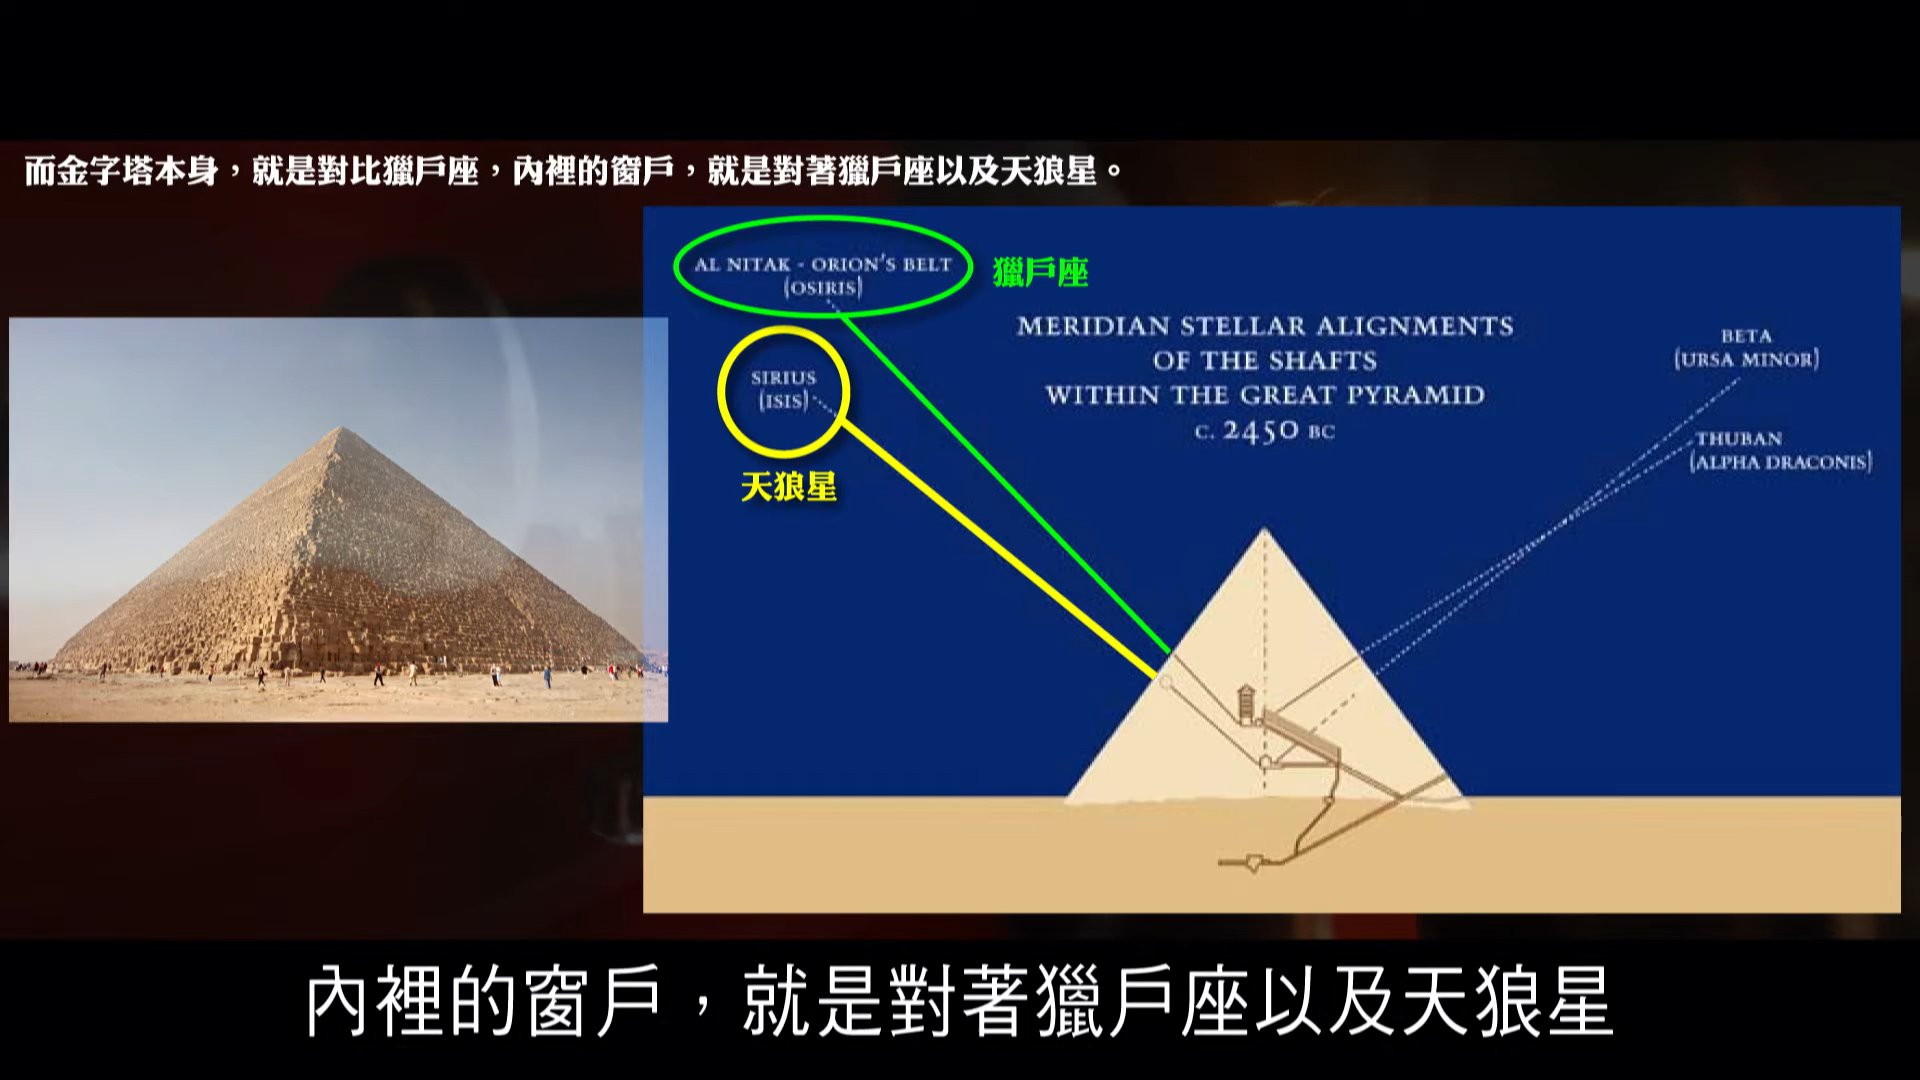 而金字塔本身，就是對比獵戶座，內裡的窗戶，就是對著獵戶座以及天狼星。
AL NITAK - ORION'S BELT
(OSIRIS)
獵戶座
SIRIUS
(ISIS)
天狼星
MERIDIAN STELLAR ALIGNMENTS
OF THE SHAFTS
WITHIN THE GREAT PYRAMID
C. 2450 BC
BETA
(URSA MINOR)
THUBAN
(ALPHA DRACONIS)
內裡的窗戶，就是對著獵戶座以及天狼星